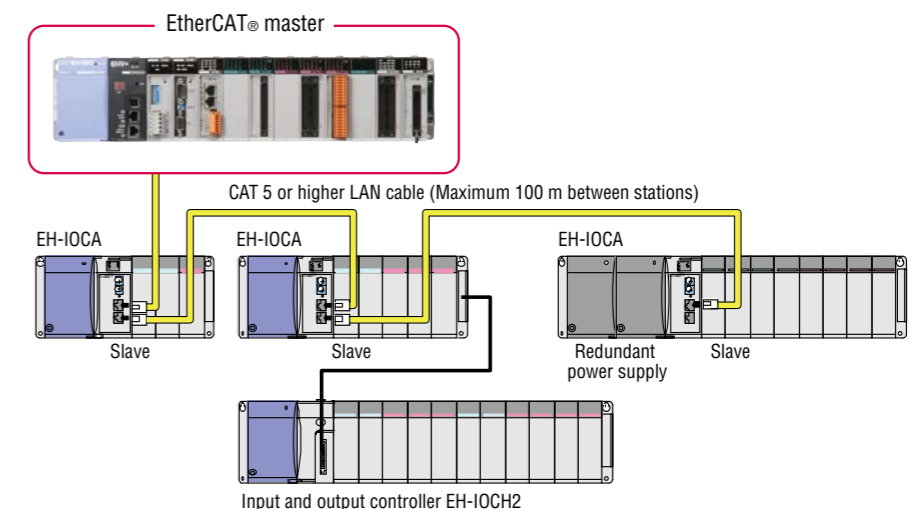 EtherCAT® master
EHV+
CAT 5 or higher LAN cable (Maximum 100 m between stations)
EH-IOCA
EH-IOCA
EH-IOCA
Slave
Slave
Redundant
power supply
Slave
Input and output controller EH-IOCH2